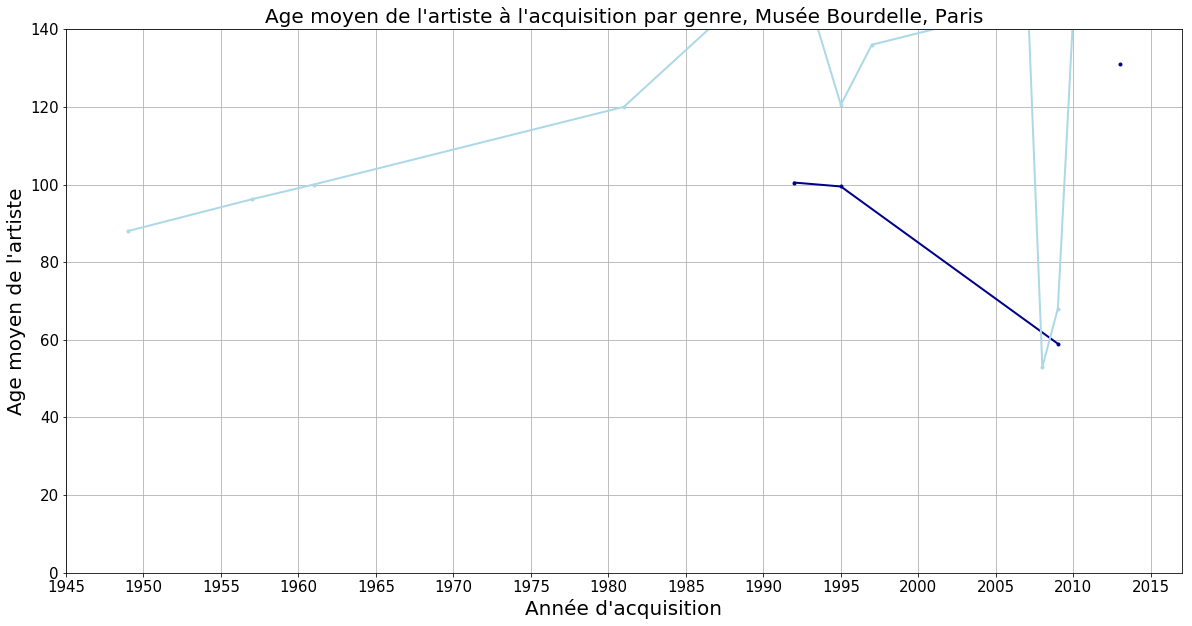 Age moyen de l'artiste à l'acquisition par genre, Musée Bourdelle, Paris
140
120
100
80
60
40
20
0
Age moyen de l'artiste
1945 1950 1955 1960 1965 1970 1975 1980 1985 1990 1995 2000 2005 2010 2015
Année d'acquisition